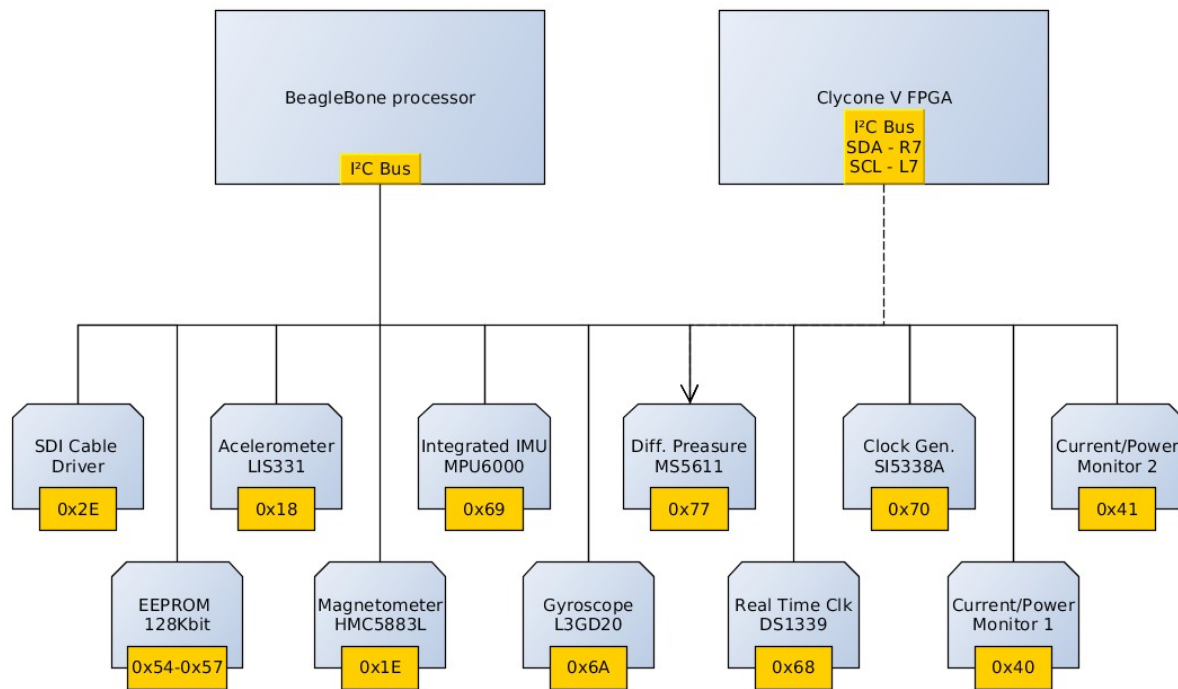 BeagleBone processor
I²C Bus
Clycone V FPGA
I²C Bus
SDA - R7
SCL - L7
SDI Cable
Driver
0x2E
Acelerometer
LIS331
0x18
Integrated IMU
MPU6000
0x69
Diff. Preasure
MS5611
0x77
Clock Gen.
SI5338A
0x70
Current/Power
Monitor 2
0x41
EEPROM
128Kbit
0x54-0x57
Magnetometer
HMC5883L
0x1E
Gyroscope
L3GD20
0x6A
Real Time Clk
DS1339
0x68
Current/Power
Monitor 1
0x40